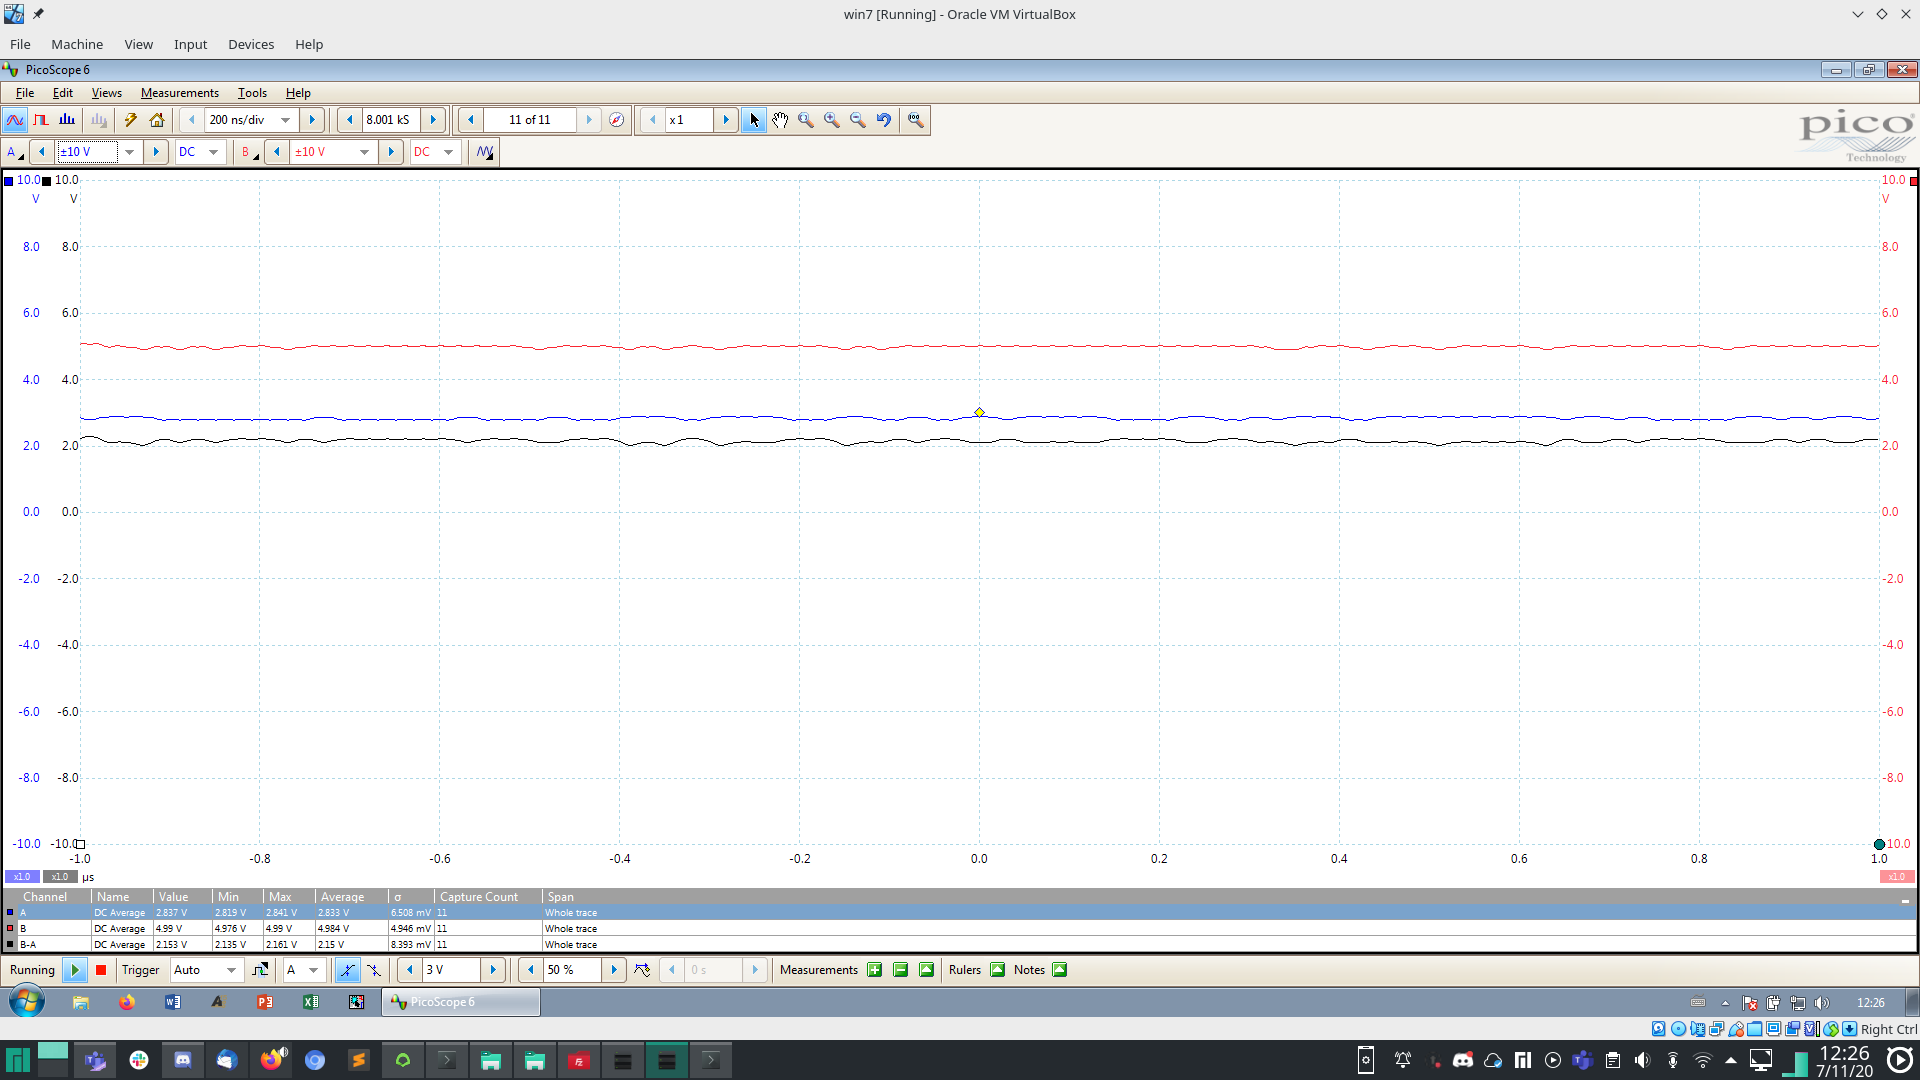 win7 [Running] - Oracle VM VirtualBox
File Machine View Input Devices Help
PicoScope 6
File Edit Views Measurements Tools Help
200 ns/div 8.001 kS 11 of 11 x 1
A ±10 V DC B ±10 V DC
pico
Technology
10.0 10.0 10.0
V V V
8.0 8.0 8.0
6.0 6.0 6.0
4.0 4.0 4.0
2.0 2.0 2.0
0.0 0.0 0.0
-2.0 -2.0 -2.0
-4.0 -4.0 -4.0
-6.0 -6.0 -6.0
-8.0 -8.0 -8.0
-10.0 -10.0 10.0
-1.0 -0.8 -0.6 -0.4 -0.2 0.0 0.2 0.4 0.6 0.8 1.0
x1.0 x1.0 µs x1.0
Channel Name Value Min Max Average σ Capture Count Span
A DC Average 2.837 V 2.819 V 2.841 V 2.833 V 6.508 mV 11 Whole trace
B DC Average 4.99 V 4.976 V 4.99 V 4.984 V 4.946 mV 11 Whole trace
B-A DC Average 2.153 V 2.135 V 2.161 V 2.15 V 8.393 mV 11 Whole trace
Running Trigger Auto A 3 V 50 % 0 s Measurements Rulers Notes
PicoScope 6 12:26
Right Ctrl
12:26
7/11/20